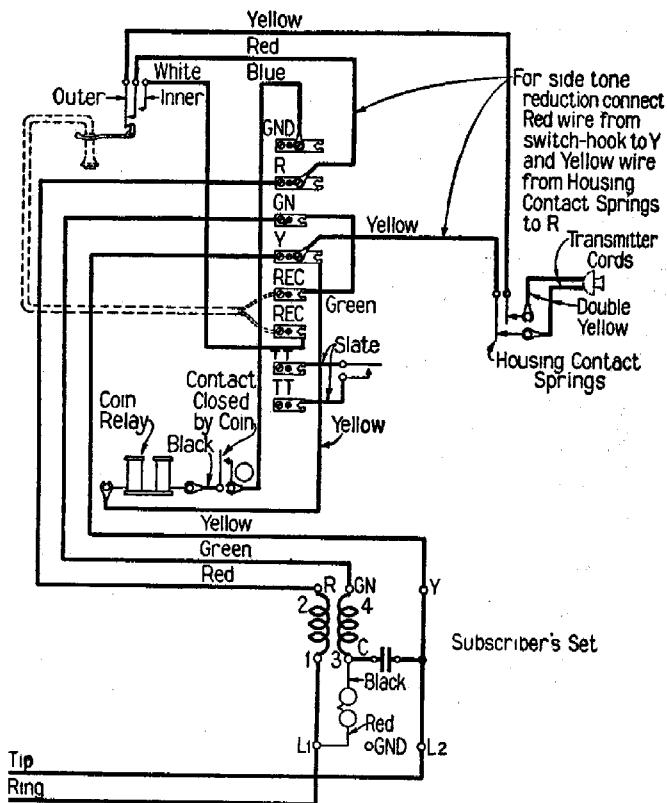 Yellow
Red
White
Blue
Outer
Inner
For side tone
reduction connect
Red wire from
switch-hook to Y
and Yellow wire
from Housing
Contact Springs
to R
GND
R
GN
Yellow
Y
Transmitter
Cords
REC
Green
Double
Yellow
REC
Slate
Housing Contact
Springs
TT
Contact
Closed
by Coin
TT
Coin
Relay
Black
Yellow
Yellow
Green
Red
R
GN
Y
2
4
Subscriber's Set
1
3
C
Black
Red
L1
GND
L2
Tip
Ring